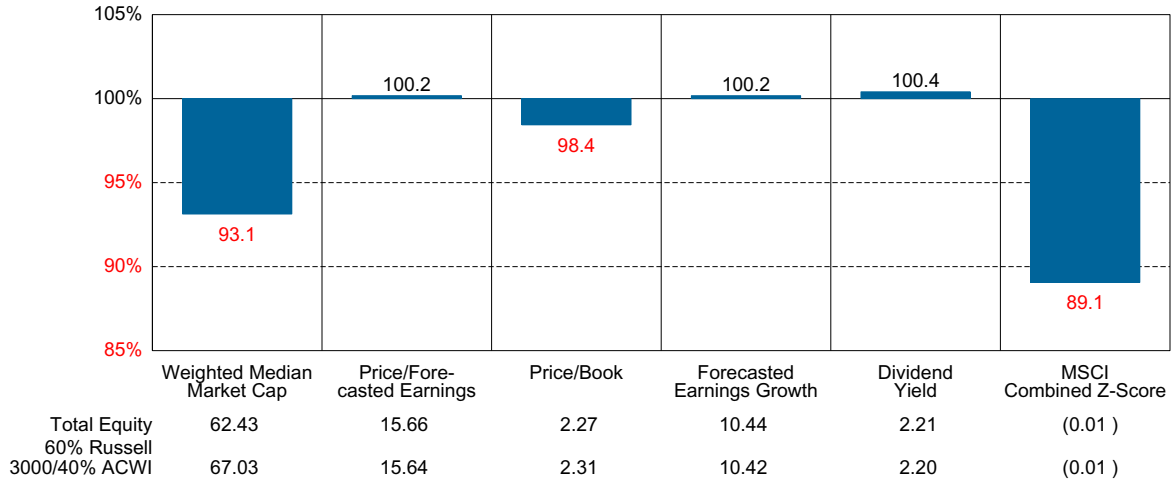 105%
100%
95%
90%
85%
93.1
100.2
98.4
100.2
100.4
89.1
Weighted Median
Market Cap
Price/Fore-
casted Earnings
Price/Book
Forecasted
Earnings Growth
Dividend
Yield
MSCI
Combined Z-Score
Total Equity 62.43 15.66 2.27 10.44 2.21 (0.01 )
60% Russell
3000/40% ACWI 67.03 15.64 2.31 10.42 2.20 (0.01 )